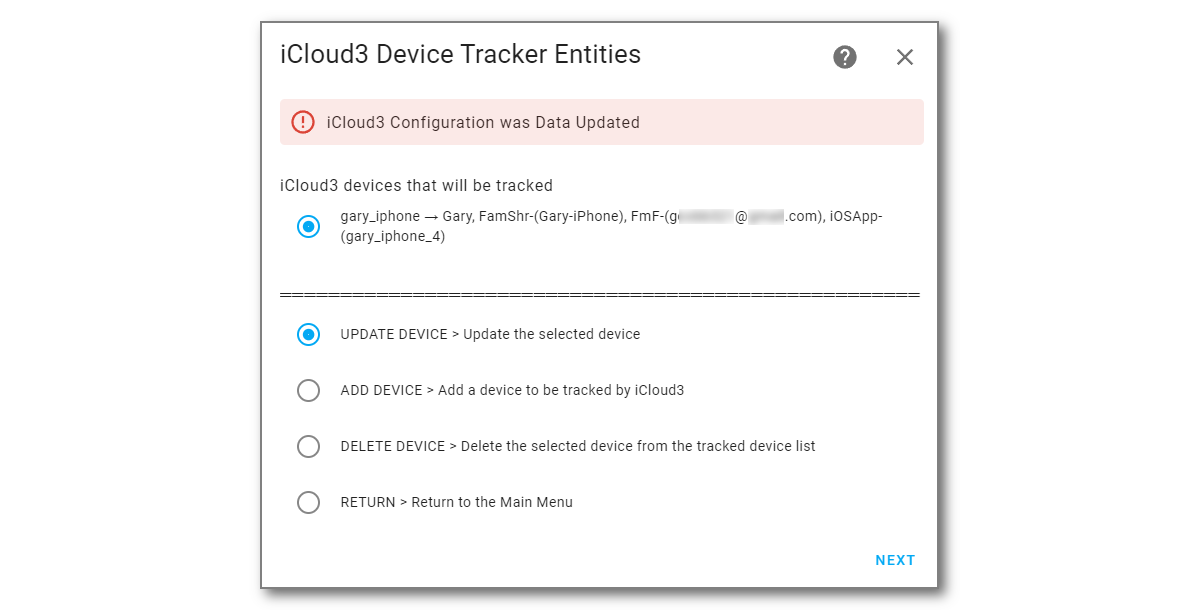 iCloud3 Device Tracker Entities
iCloud3 Configuration was Data Updated
iCloud3 devices that will be tracked
gary_iphone → Gary, FamShr-(Gary-iPhone), FmF-(g @ .com), iOSApp-
(gary_iphone_4)
=====================================================
UPDATE DEVICE > Update the selected device
ADD DEVICE > Add a device to be tracked by iCloud3
DELETE DEVICE > Delete the selected device from the tracked device list
RETURN > Return to the Main Menu
NEXT